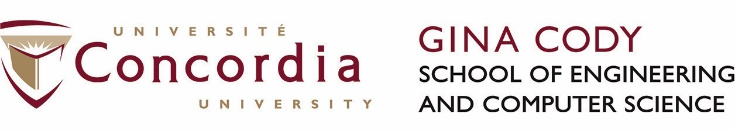 UNIVERSITÉ
Concordia
UNIVERSITY
GINA CODY
SCHOOL OF ENGINEERING
AND COMPUTER SCIENCE